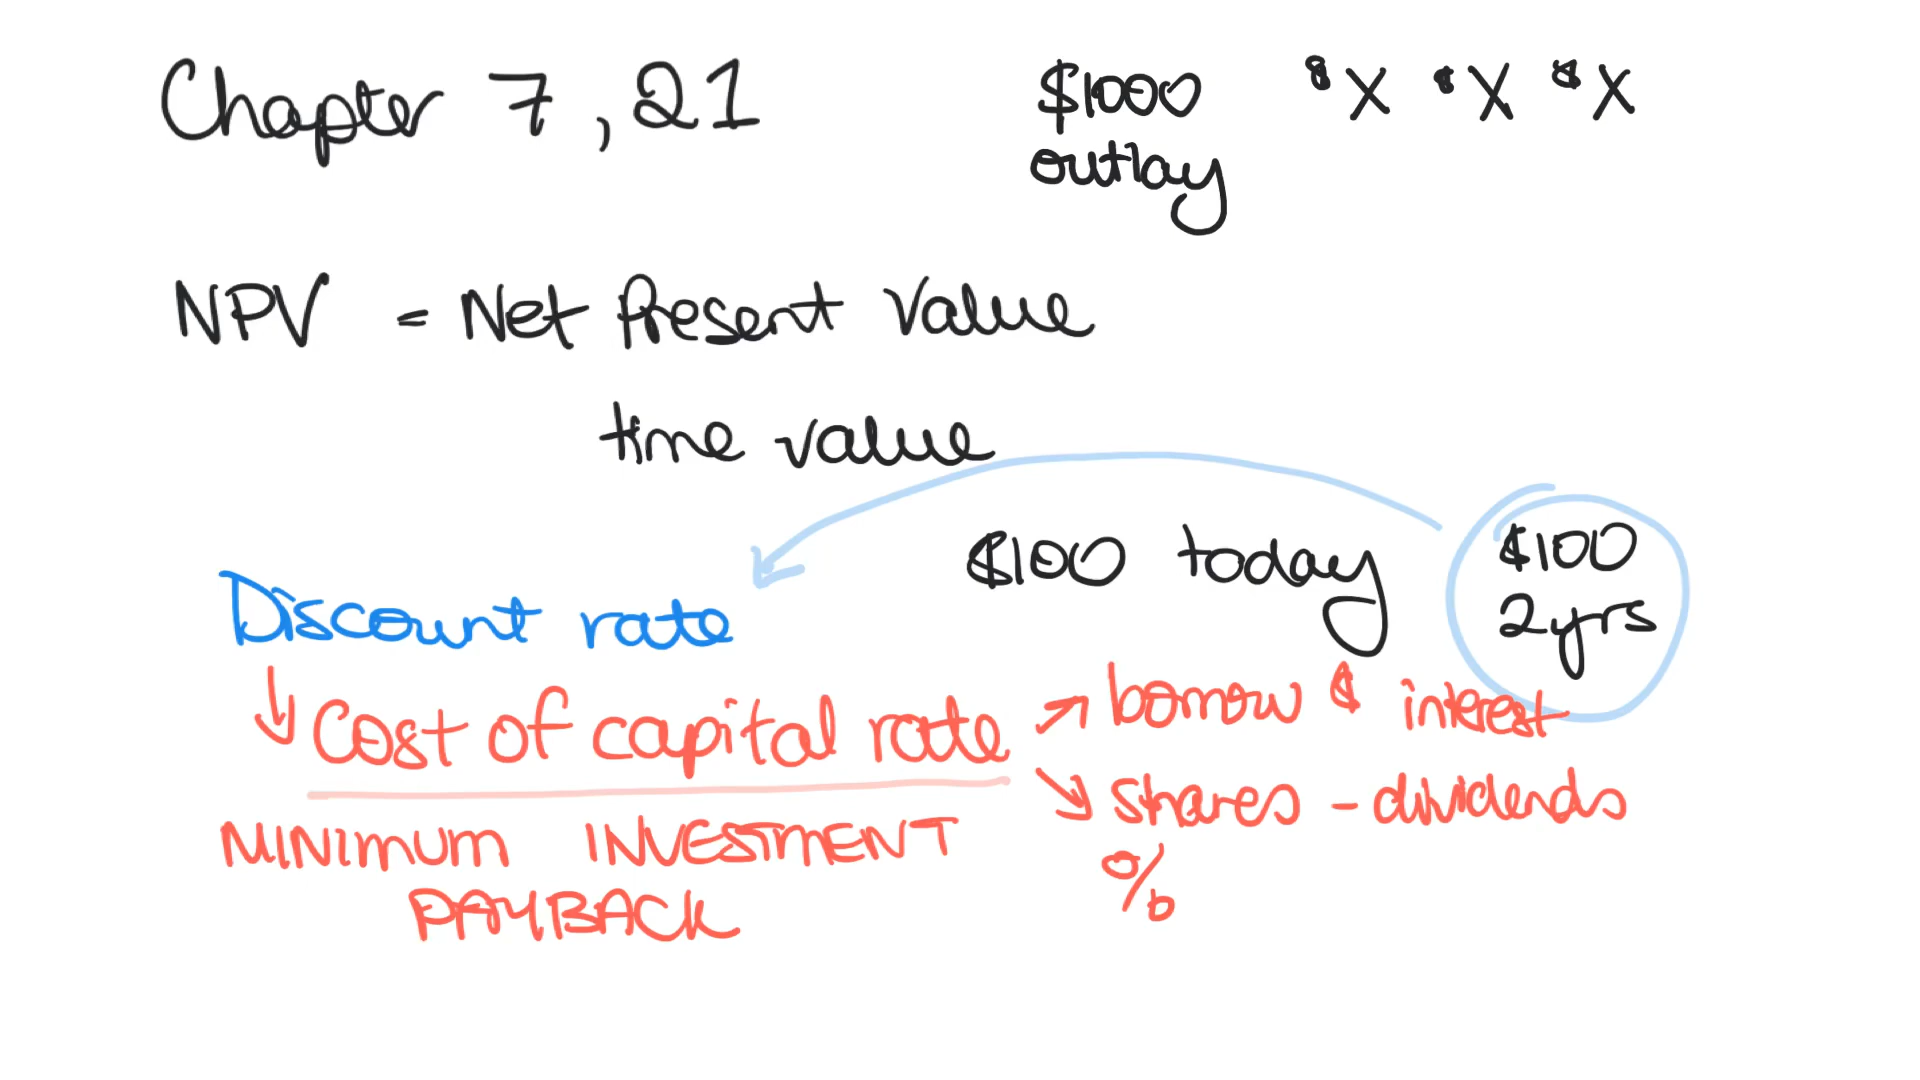 Chapter 7, 21
$1000 $X $X $X
outlay
NPV = Net Present Value
time value
$100 today
$100
2yrs
Discount rate
Cost of capital rate
borrow $ interest
shares - dividends
%
MINIMUM INVESTMENT
PAYBACK